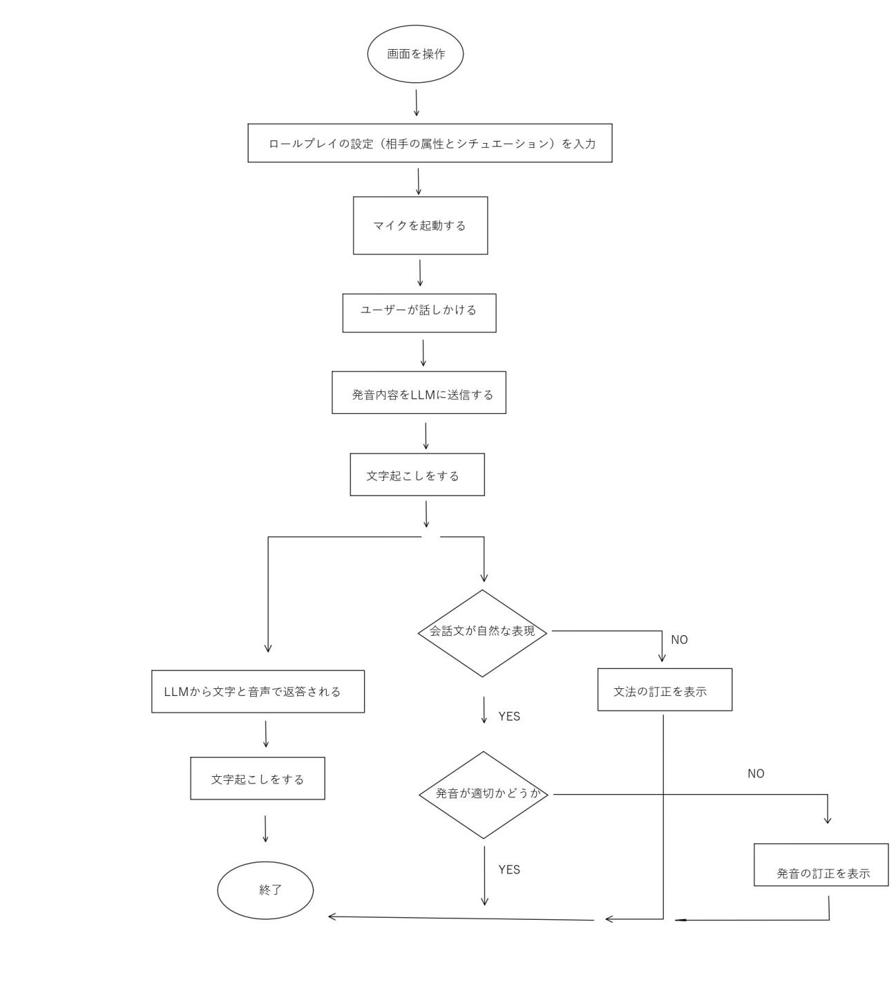 画面を操作
ロールプレイの設定（相手の属性とシチュエーション）を入力
マイクを起動する
ユーザーが話しかける
発音内容をLLMに送信する
文字起こしをする
会話文が自然な表現
NO
LLMから文字と音声で返答される
文法の訂正を表示
YES
文字起こしをする
発音が適切かどうか
NO
YES
発音の訂正を表示
終了